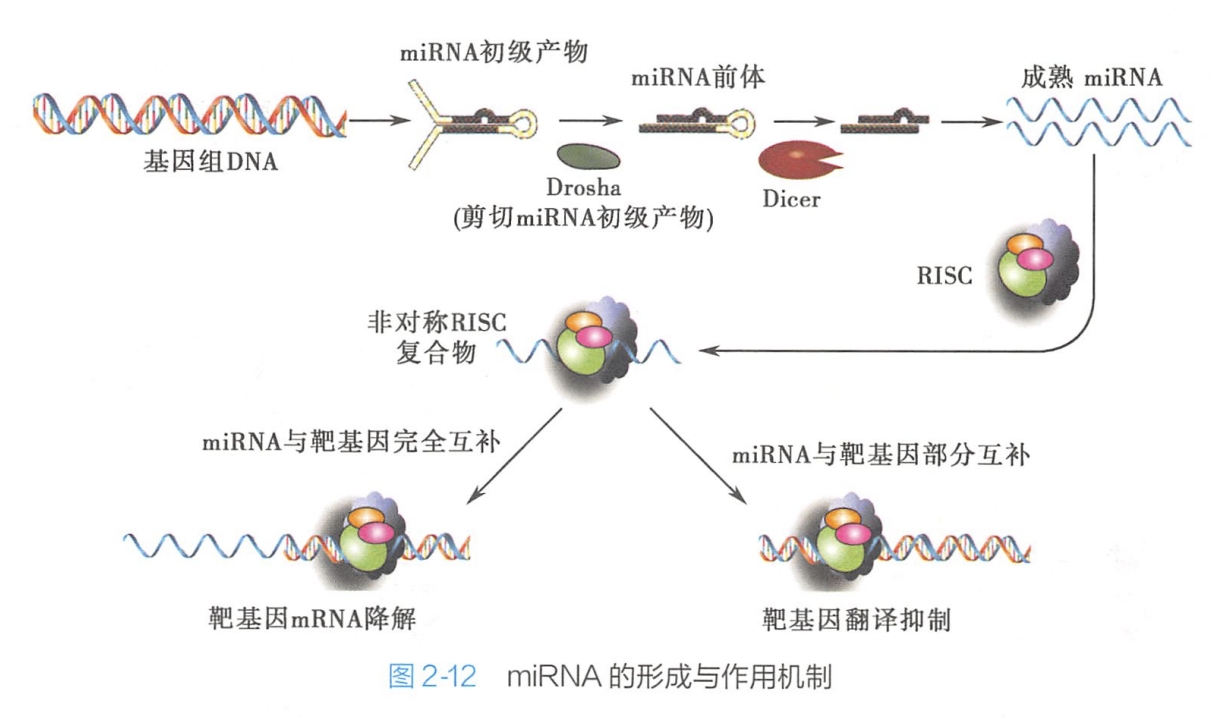 miRNA初级产物
miRNA前体
成熟 miRNA
基因组DNA
Drosha
(剪切miRNA初级产物)
Dicer
RISC
非对称RISC
复合物
miRNA与靶基因完全互补
miRNA与靶基因部分互补
靶基因mRNA降解
靶基因翻译抑制
图 2-12 miRNA 的形成与作用机制